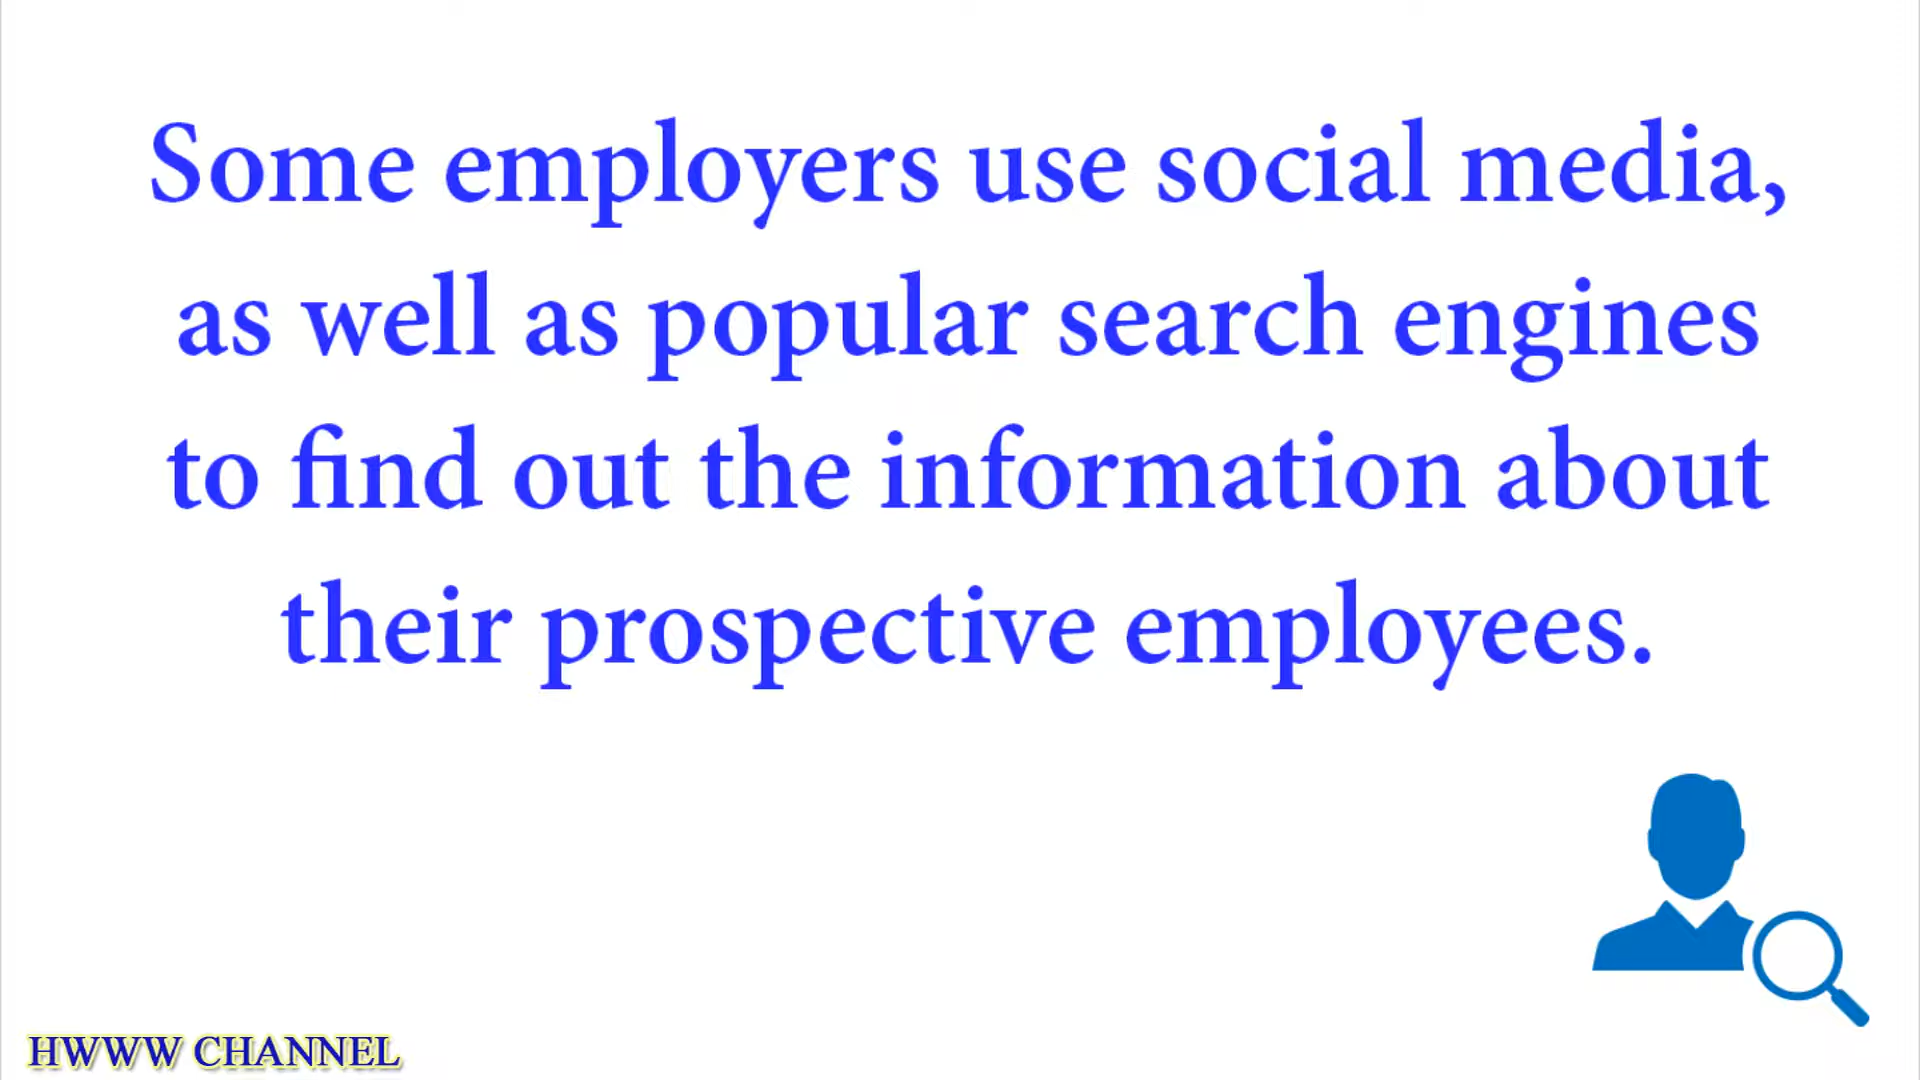 Some employers use social media,
as well as popular search engines
to find out the information about
their prospective employees.
HWWW CHANNEL